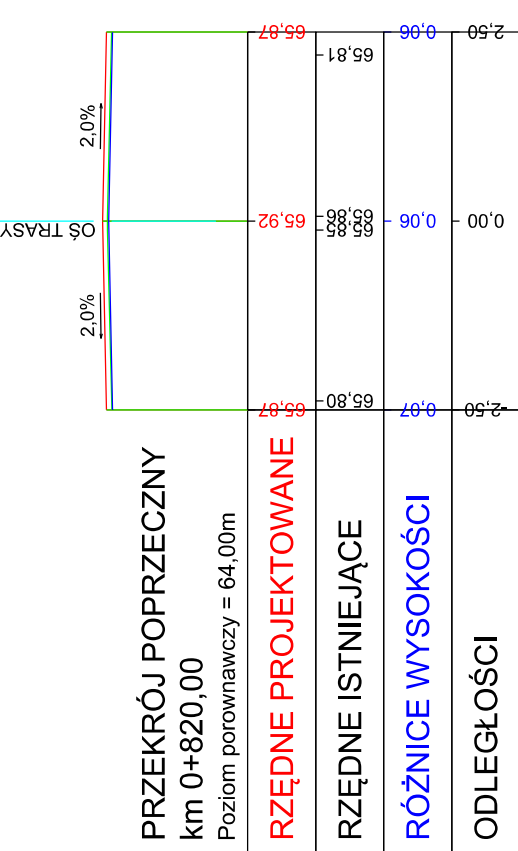 OŚ TRASY
2,0% 2,0%
PRZEKRÓJ POPRZECZNY
km 0+820,00
Poziom porownawczy = 64,00m
RZĘDNE PROJEKTOWANE 65,87 65,92 65,87
RZĘDNE ISTNIEJĄCE 65,80 65,85 65,86 65,81
RÓŻNICE WYSOKOŚCI 0,07 0,06 0,06
ODLEGŁOŚCI -2,50 0,00 2,50